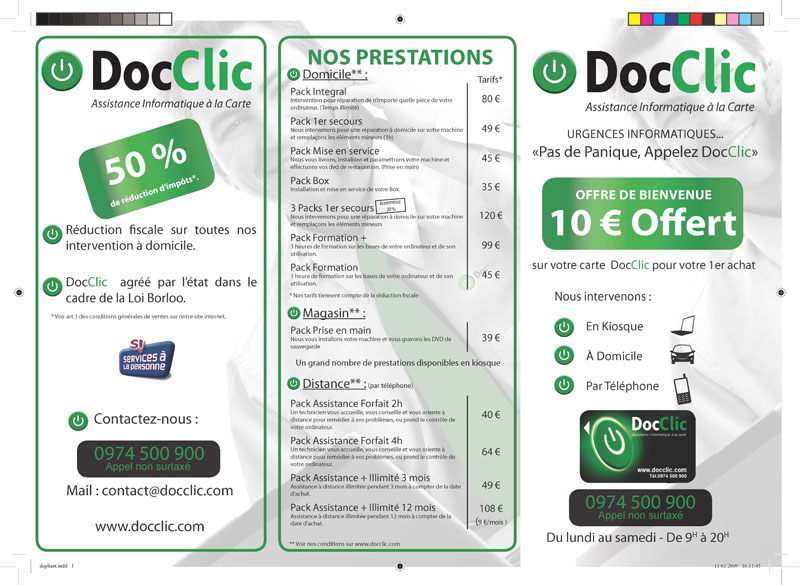 DocClic
Assistance Informatique à la Carte
50 %
de réduction d'impôts*.
Réduction fiscale sur toutes nos
intervention à domicile.
DocClic agréé par l'état dans le
cadre de la Loi Borloo.
* Voir art.3 des conditions générales de ventes sur notre site internet.
SERVICES À
LA PERSONNE
Contactez-nous :
0974 500 900
Appel non surtaxé
Mail : contact@docclic.com
www.docclic.com
NOS PRESTATIONS
Domicile** :
Tarifs*
Pack Integral
Intervention pour réparation de n'importe quelle pièce de votre
ordinateur. (Temps illimité)
80 €
Pack 1er secours
Nous intervenons pour une réparation à domicile sur votre machine
et remplaçons les éléments mineurs (1h)
49 €
Pack Mise en service
Nous vous livrons, installons et paramettrons votre machine et
effectuons vos dvd de restauration. (Prise en main)
45 €
Pack Box
Installation et mise en service de votre Box.
35 €
3 Packs 1er secours
ÉCONOMISEZ
20 %
Nous intervenons pour une réparation à domicile sur votre machine
et remplaçons les éléments mineurs
120 €
Pack Formation +
3 heures de formation sur les bases de votre ordinateur et de son
utilisation.
99 €
Pack Formation
1 heure de formation sur les bases de votre ordinateur et de son
utilisation.
45 €
* Nos tarifs tiennent compte de la réduction fiscale
Magasin** :
Pack Prise en main
Nous vous installons votre machine et vous gravons les DVD de
sauvegarde
39 €
Un grand nombre de prestations disponibles en kiosque
Distance** : (par téléphone)
Pack Assistance Forfait 2h
Un technicien vous accueille, vous conseille et vous oriente à
distance pour remédier à vos problèmes, ou prend le contrôle de
votre ordinateur.
40 €
Pack Assistance Forfait 4h
Un technicien vous accueille, vous conseille et vous oriente à
distance pour remédier à vos problèmes, ou prend le contrôle de
votre ordinateur.
64 €
Pack Assistance + Illimité 3 mois
Assistance à distance illimitée pendant 3 mois à compter de la date
d'achat.
49 €
Pack Assistance + Illimité 12 mois
Assistance à distance illimitée pendant 12 mois à compter de la
date d'achat.
108 €
(9 €/mois)
** Voir nos conditions sur www.docclic.com
DocClic
Assistance Informatique à la Carte
URGENCES INFORMATIQUES...
«Pas de Panique, Appelez DocClic»
OFFRE DE BIENVENUE
10 € Offert
sur votre carte DocClic pour votre 1er achat
Nous intervenons :
En Kiosque
À Domicile
Par Téléphone
DocClic
Assistance informatique à la carte
www.docclic.com
Tél.0974 500 900
0974 500 900
Appel non surtaxé
Du lundi au samedi - De 9H à 20H
depliant.indd 1
11/02/2009 16:11:43